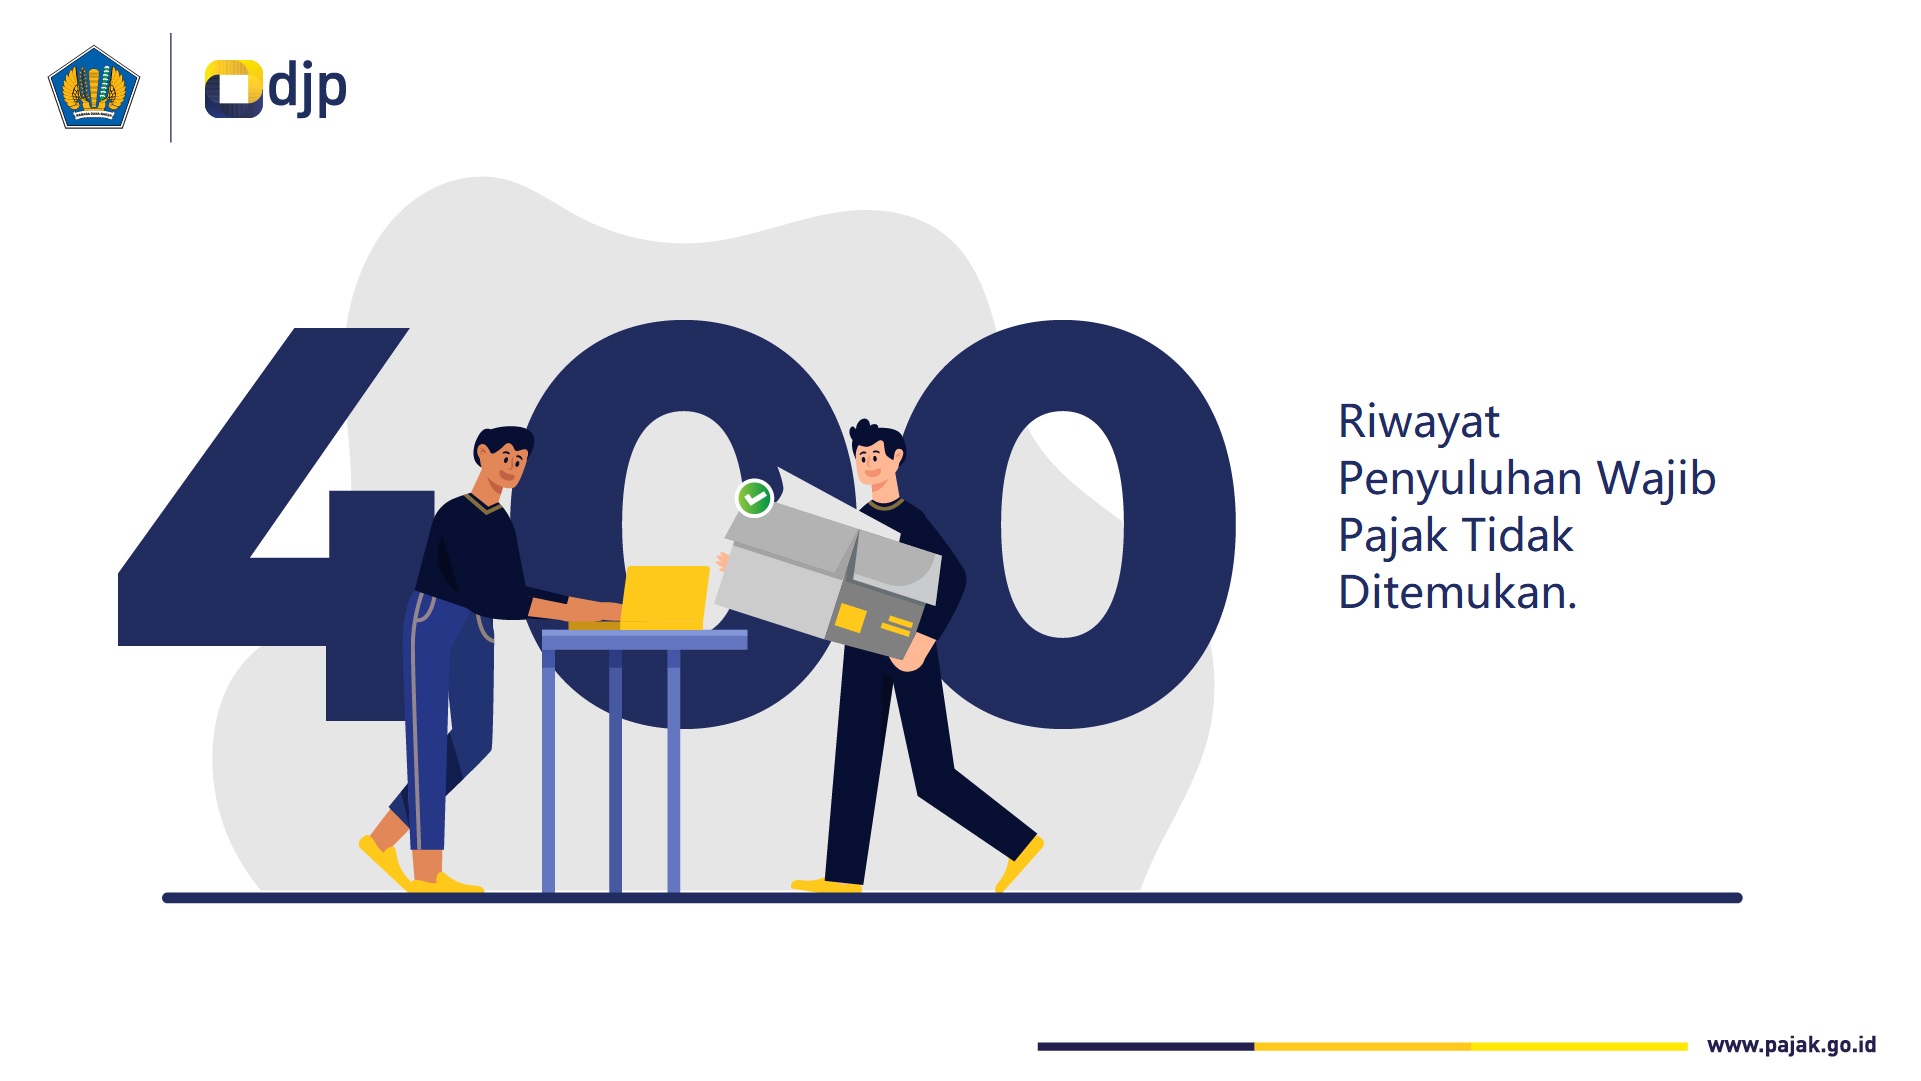 djp
400
Riwayat
Penyuluhan Wajib
Pajak Tidak
Ditemukan.
www.pajak.go.id